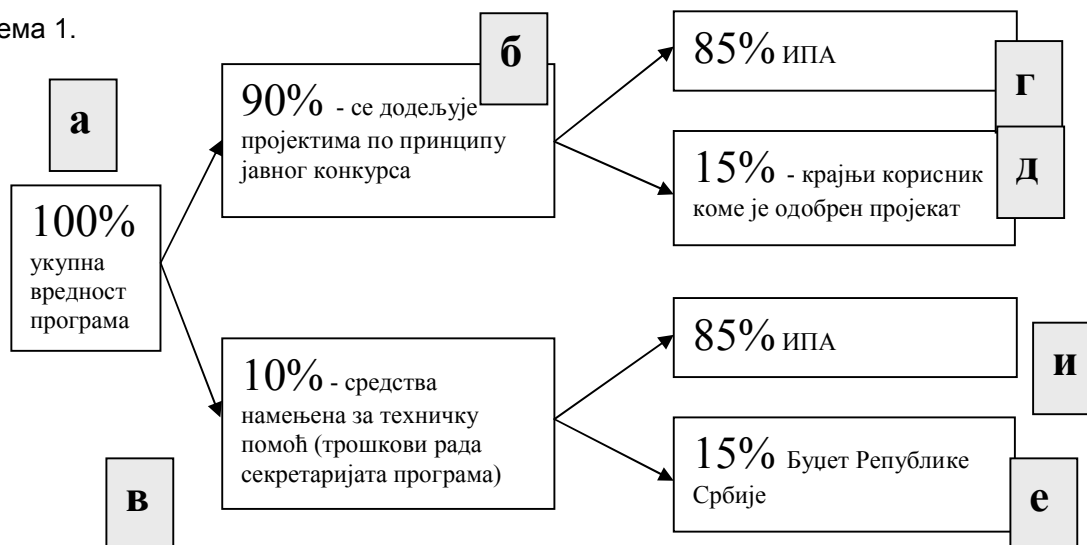 ема 1.
а
100%
укупна
вредност
програма
б
90% - се додељује
пројектима по принципу
јавног конкурса
85% ИПА
г
15% - крајњи корисник
коме је одобрен пројекат
д
10% - средства
намењена за техничку
помоћ (трошкови рада
секретаријата програма)
в
85% ИПА
и
15% Буџет Републике
Србије
е